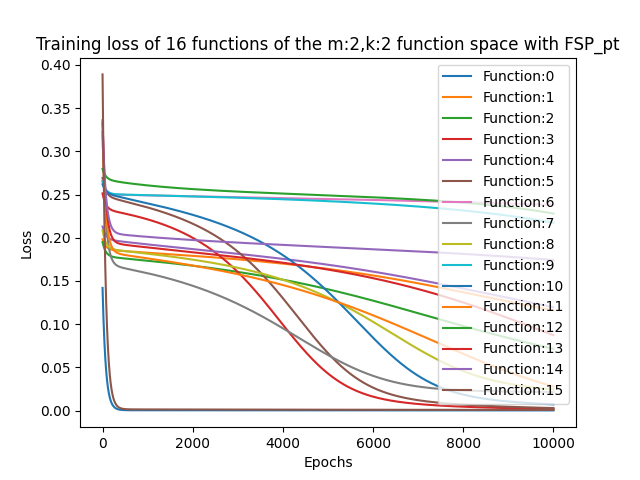 Training loss of 16 functions of the m:2,k:2 function space with FSP_pt
0.40
0.35
0.30
0.25
0.20
0.15
0.10
0.05
0.00
Loss
Function:0
Function:1
Function:2
Function:3
Function:4
Function:5
Function:6
Function:7
Function:8
Function:9
Function:10
Function:11
Function:12
Function:13
Function:14
Function:15
0 2000 4000 6000 8000 10000
Epochs